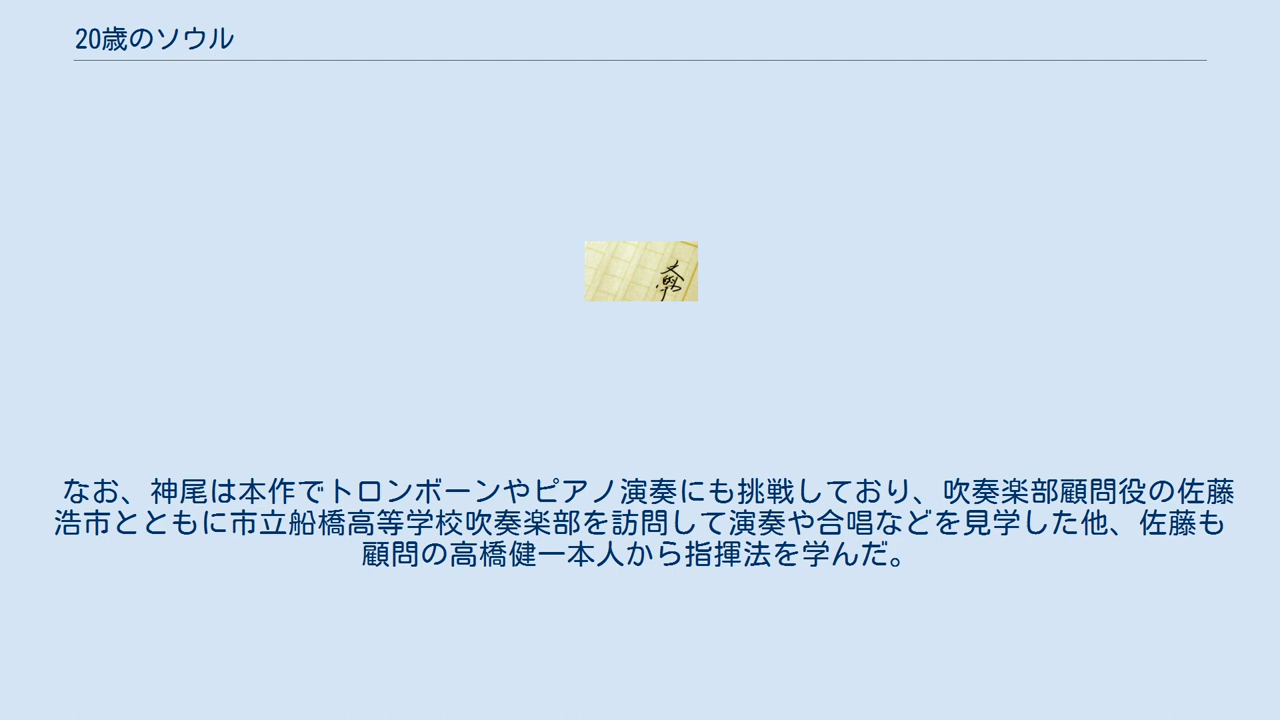 20歳のソウル
なお、神尾は本作でトロンボーンやピアノ演奏にも挑戦しており、吹奏楽部顧問役の佐藤
浩市とともに市立船橋高等学校吹奏楽部を訪問して演奏や合唱などを見学した他、佐藤も
顧問の高橋健一本人から指揮法を学んだ。